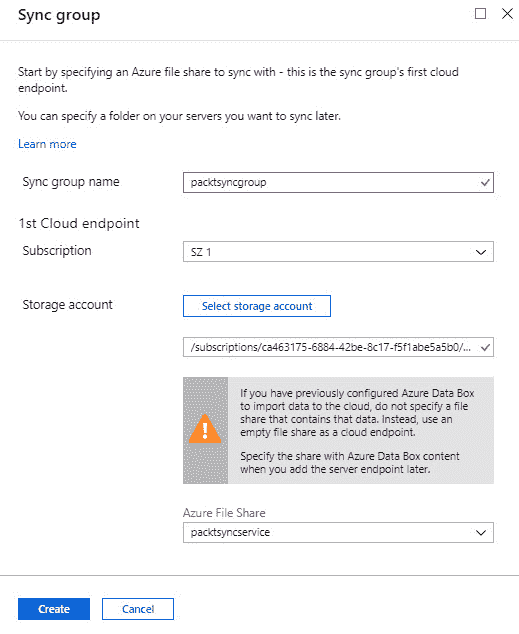 Sync group
Start by specifying an Azure file share to sync with - this is the sync group's first cloud
endpoint.
You can specify a folder on your servers you want to sync later.
Learn more
Sync group name
packtsyncgroup
1st Cloud endpoint
Subscription
SZ 1
Storage account
Select storage account
/subscriptions/ca463175-6884-42be-8c17-f5f1abe5a5b0/...
If you have previously configured Azure Data Box
to import data to the cloud, do not specify a file
share that contains that data. Instead, use an
empty file share as a cloud endpoint.
Specify the share with Azure Data Box content
when you add the server endpoint later.
Azure File Share
packtsyncservice
Create
Cancel